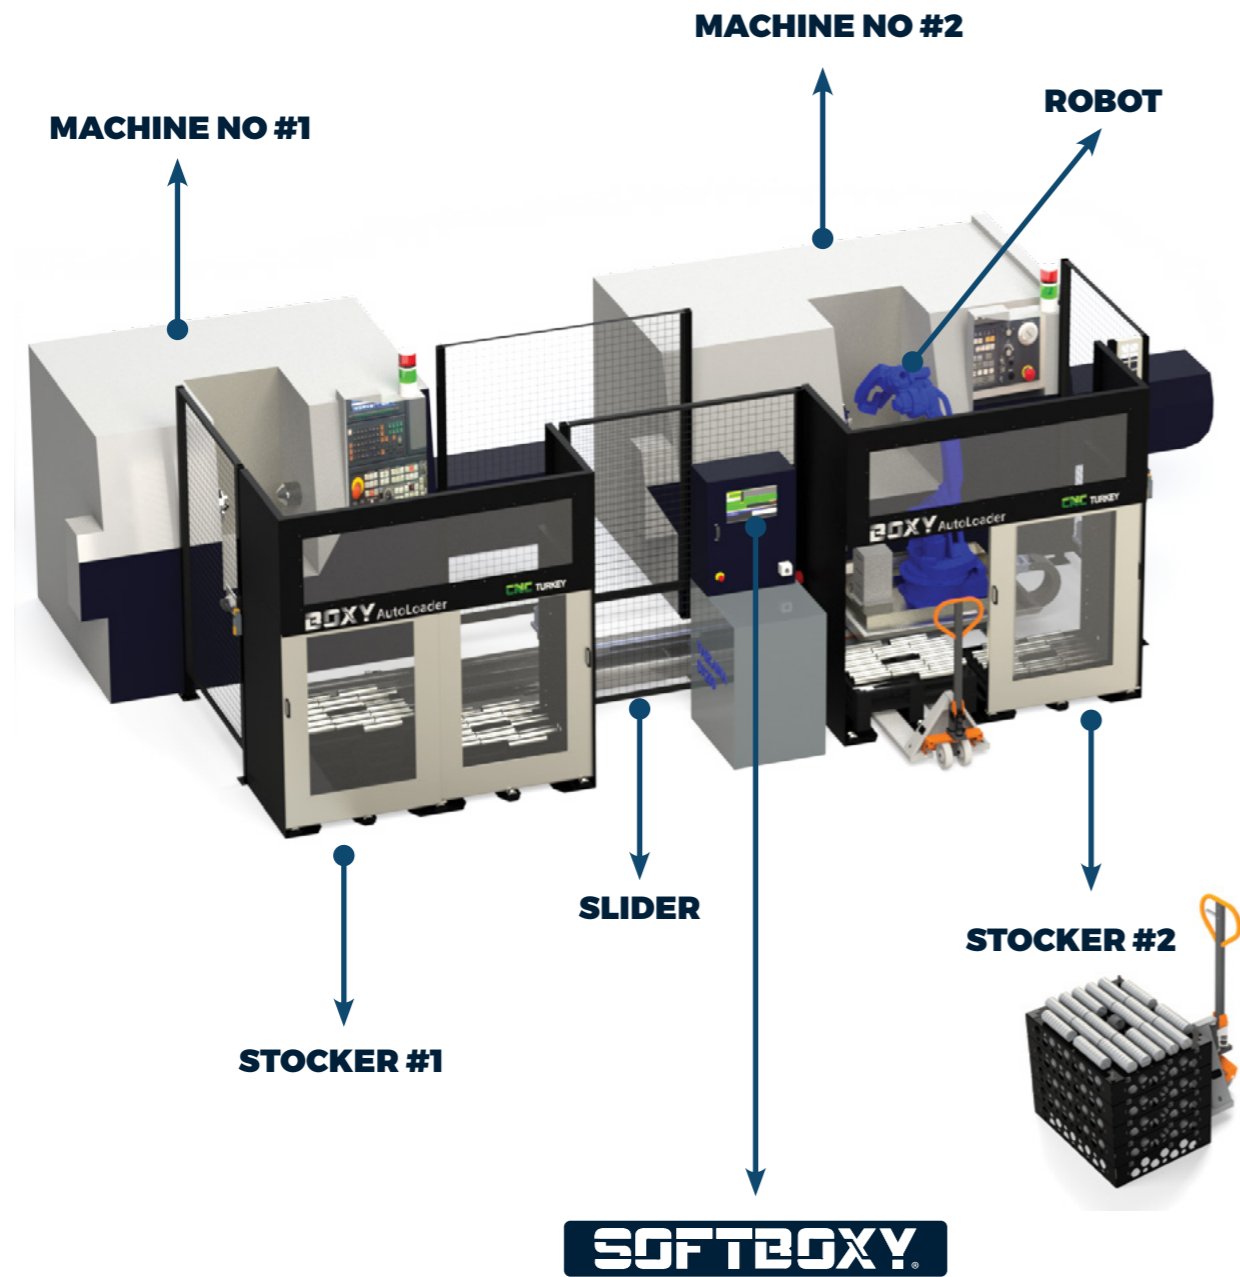 MACHINE NO #2
ROBOT
MACHINE NO #1
BOXY AutoLoader
CNC TURKEY
BOXY AutoLoader
CNC TURKEY
SLIDER
STOCKER #2
STOCKER #1
SOFTBOXY®